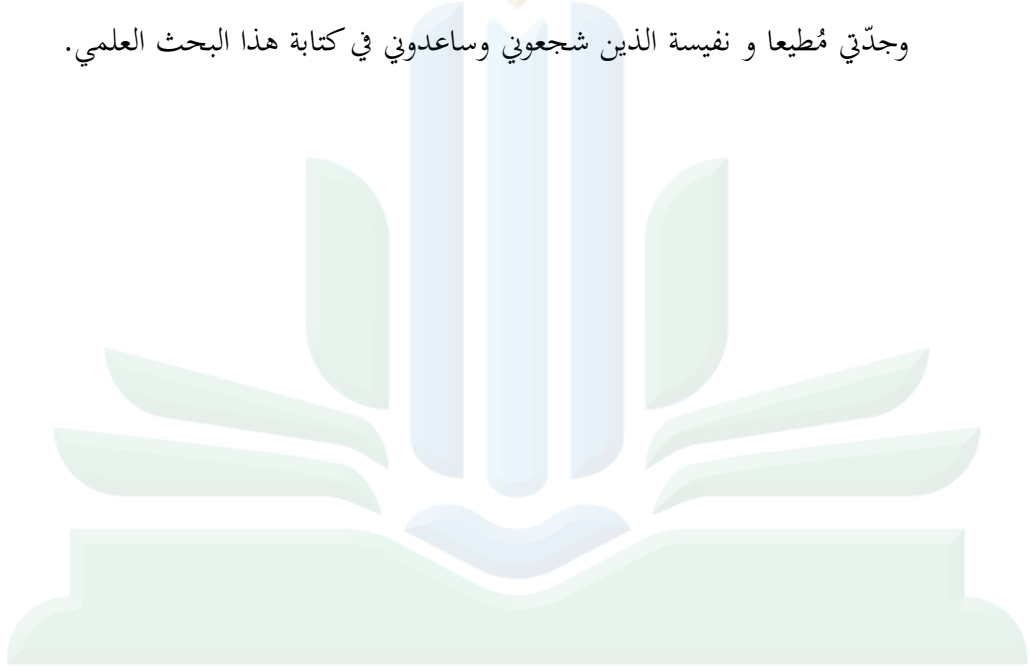 وجدّتي مُطيعا و نفيسة الذين شجعوني وساعدوني في كتابة هذا البحث العلمي.